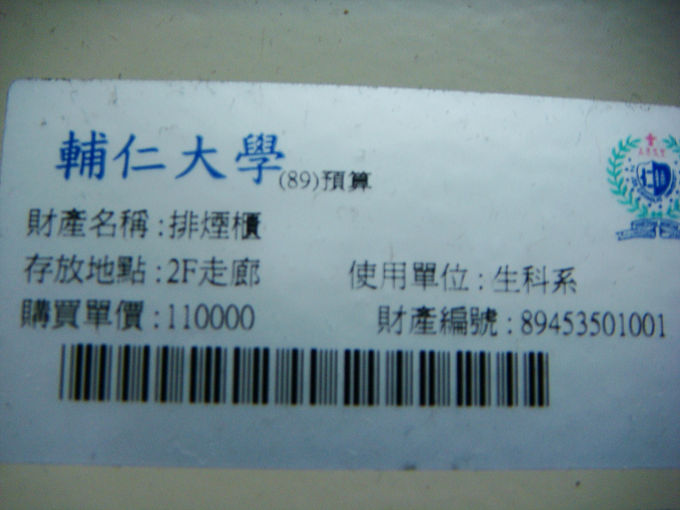 輔仁大學(89)預算
財產名稱:排煙櫃
存放地點:2F走廊 使用單位:生科系
購買單價:110000 財產編號:89453501001